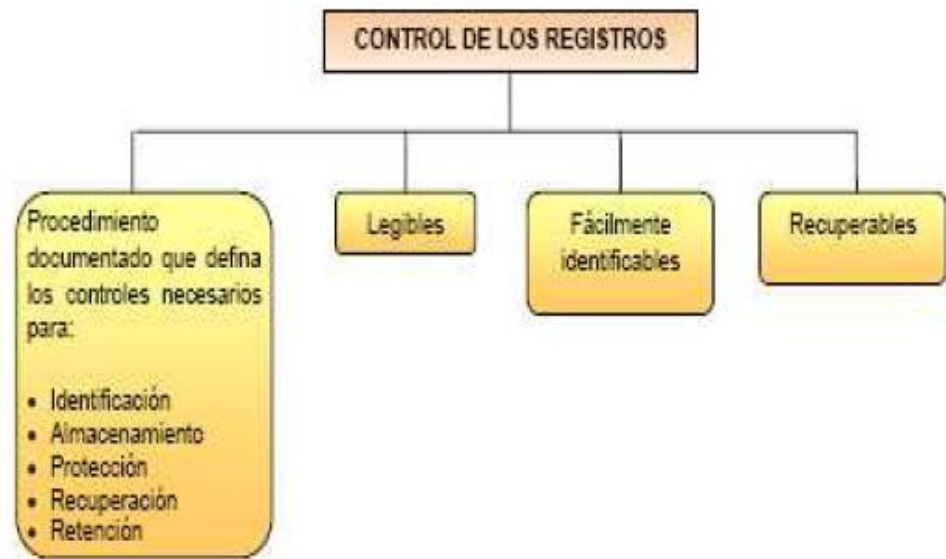 CONTROL DE LOS REGISTROS
Procedimiento
documentado que defina
los controles necesarios
para:
• Identificación
• Almacenamiento
• Protección
• Recuperación
• Retención
Legibles
Fácilmente
identificables
Recuperables